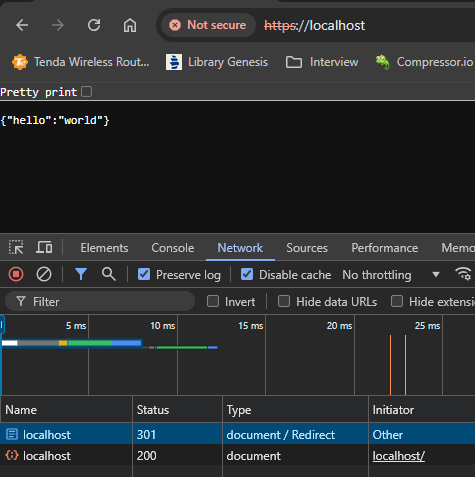 Not secure https://localhost
Tenda Wireless Rout... Library Genesis Interview Compressor.io
Pretty print
{"hello":"world"}
Elements Console Network Sources Performance Memo
Preserve log Disable cache No throttling
Filter Invert Hide data URLs Hide extensi
5 ms 10 ms 15 ms 20 ms 25 ms
Name Status Type Initiator
localhost 301 document / Redirect Other
localhost 200 document localhost/